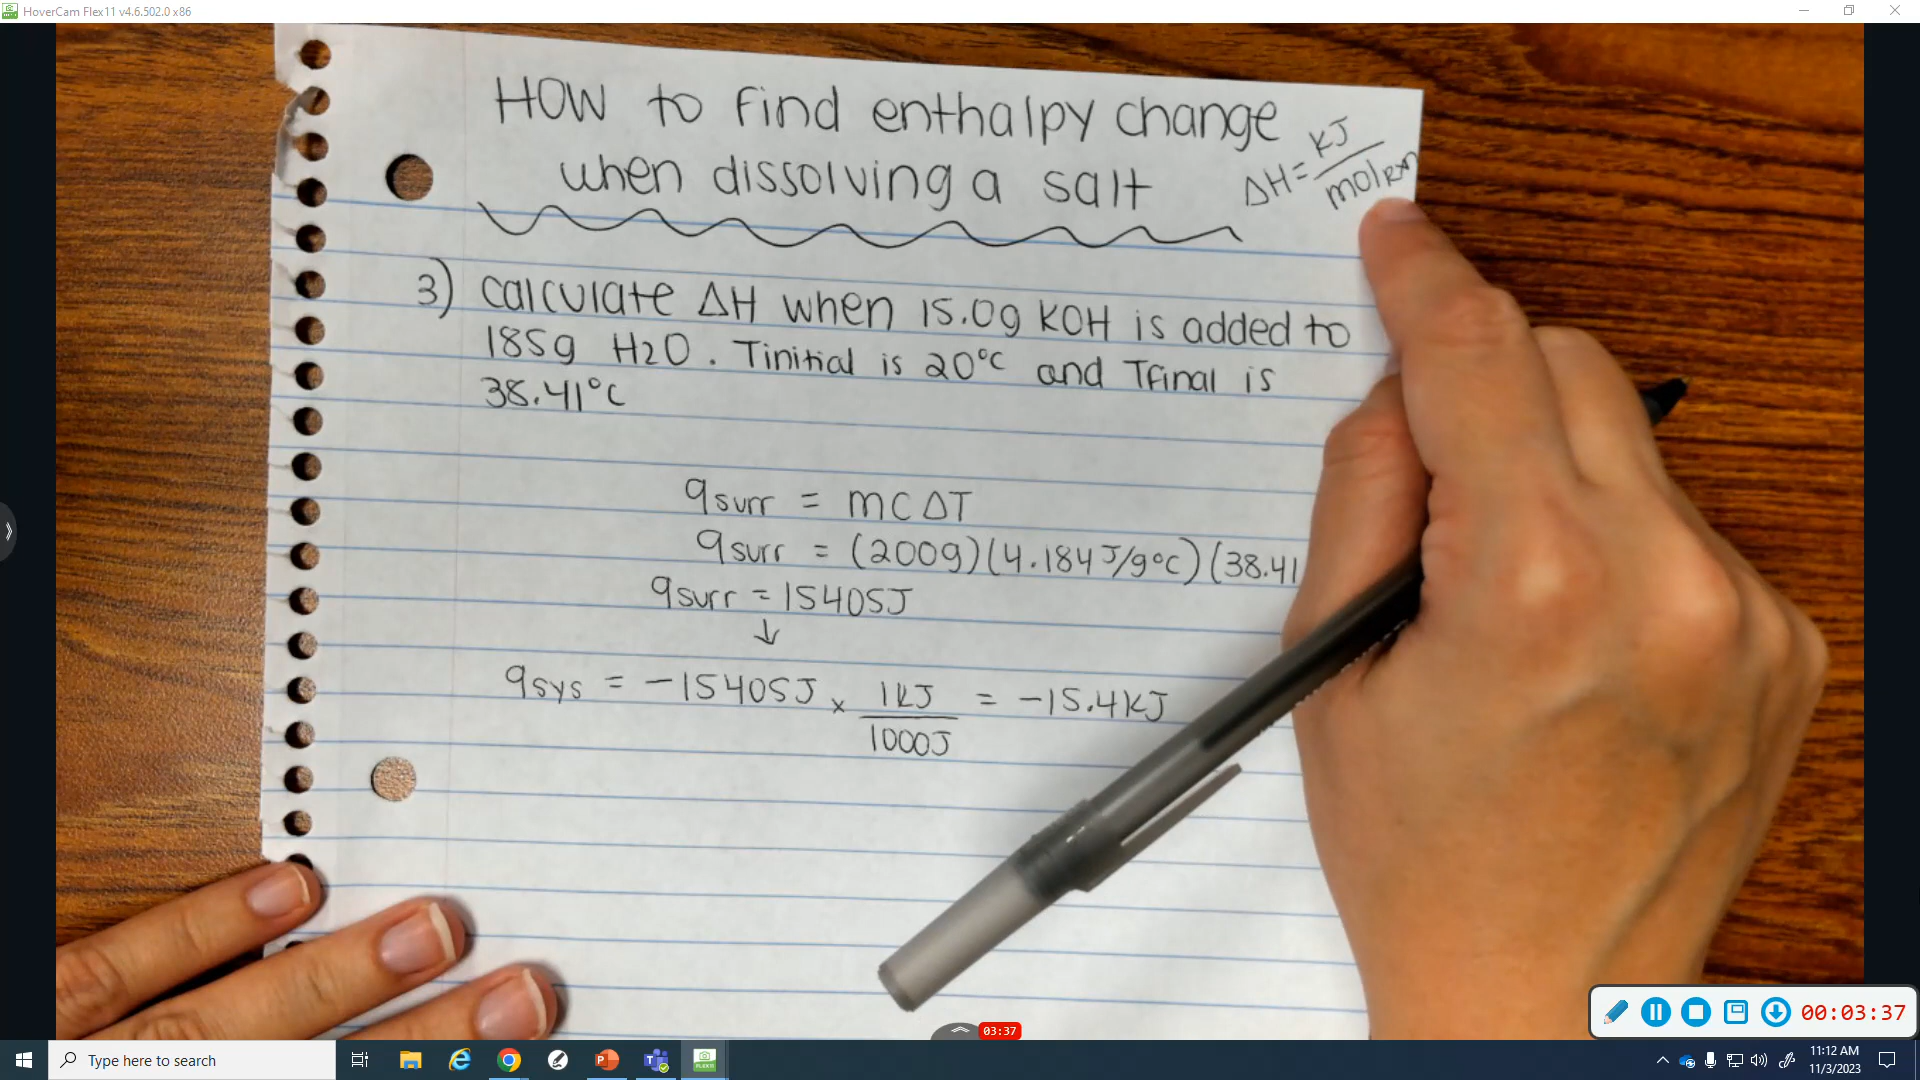 HoverCam Flex11 v4.6.502.0 x86
How to find enthalpy change
when dissolving a salt
ΔH = kJ/molRxn
3) Calculate ΔH when 15.0g KOH is added to
185g H2O. Tinitial is 20°C and Tfinal is
38.41°C
qsurr = mCΔT
qsurr = (200g)(4.184J/g°C)(38.41
qsurr = 15405J
↓
qsys = -15405J × 1kJ/1000J = -15.4kJ
03:37
00:03:37
Type here to search
11:12 AM
11/3/2023